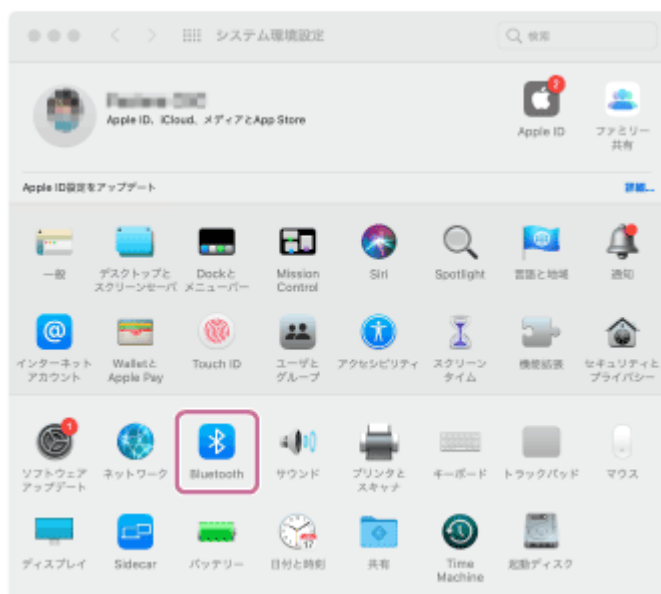 システム環境設定
検索
Apple ID、iCloud、メディアとApp Store
2
Apple ID
ファミリー
共有
Apple ID設定をアップデート
詳細...
一般
デスクトップと
スクリーンセーバ
Dockと
メニューバー
Mission
Control
Siri
Spotlight
言語と地域
通知
インターネット
アカウント
Walletと
Apple Pay
Touch ID
ユーザと
グループ
アクセシビリティ
スクリーン
タイム
機能拡張
セキュリティと
プライバシー
1
ソフトウェア
アップデート
ネットワーク
Bluetooth
サウンド
プリンタと
スキャナ
キーボード
トラックパッド
マウス
ディスプレイ
Sidecar
バッテリー
17
日付と時刻
共有
Time
Machine
起動ディスク